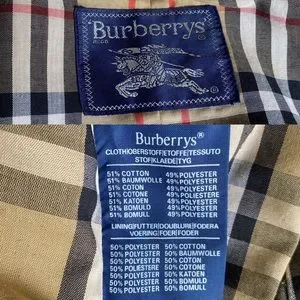 Burberrys
REGD
Burberrys®
CLOTH|OBERSTOFF|ETOFFE|TESSUTO
STOF|KLAEDE|TYG
51% COTTON 49% POLYESTER
51% BAUMWOLLE 49% POLYESTER
51% COTON 49% POLYESTER
51% COTONE 49% POLIESTERE
51% KATOEN 49% POLYESTER
51% BOMULD 49% POLYESTER
51% BOMULL 49% POLYESTER
LINING|FUTTER|DOUBLURE|FODERA
VOERING|FOER|FODER
50% POLYESTER 50% COTTON
50% POLYESTER 50% BAUMWOLLE
50% POLYESTER 50% COTON
50% POLIESTERE 50% COTONE
50% POLYESTER 50% KATOEN
50% POLYESTER 50% BOMULD
50% POLYESTER 50% BOMULL